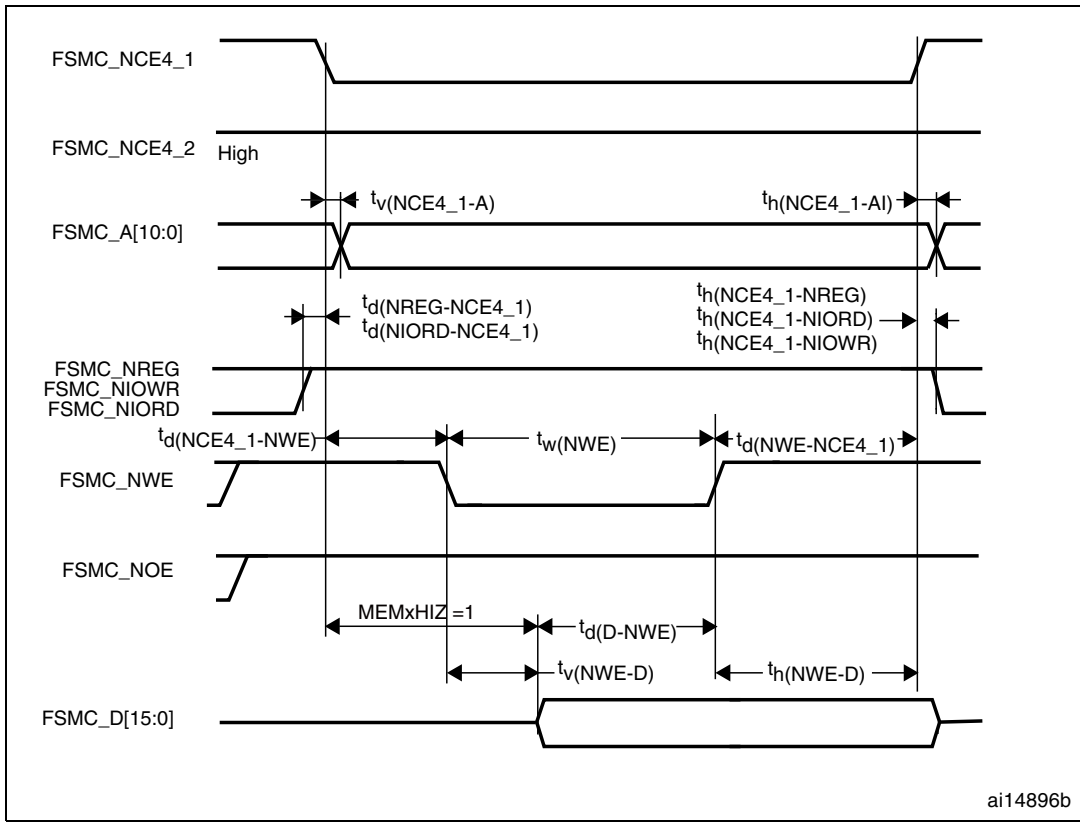 FSMC_NCE4_1
FSMC_NCE4_2 High
tv(NCE4_1-A) th(NCE4_1-AI)
FSMC_A[10:0]
td(NREG-NCE4_1)
td(NIORD-NCE4_1)
th(NCE4_1-NREG)
th(NCE4_1-NIORD)
th(NCE4_1-NIOWR)
FSMC_NREG
FSMC_NIOWR
FSMC_NIORD
td(NCE4_1-NWE) tw(NWE) td(NWE-NCE4_1)
FSMC_NWE
FSMC_NOE
MEMxHIZ =1
td(D-NWE)
tv(NWE-D) th(NWE-D)
FSMC_D[15:0]
ai14896b